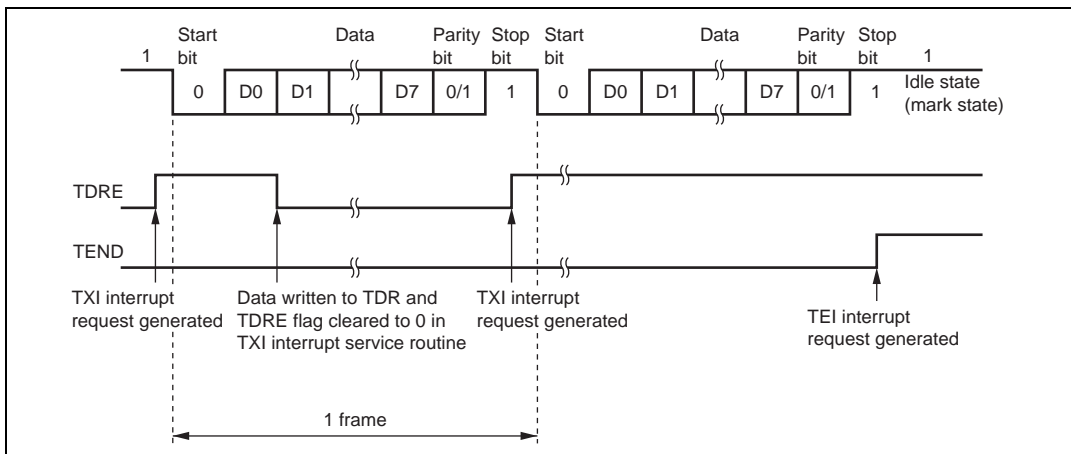 Start bit Data Parity bit Stop bit Start bit Data Parity bit Stop bit
1 1
0 D0 D1 D7 0/1 1 0 D0 D1 D7 0/1 1
Idle state
(mark state)
TDRE
TEND
TXI interrupt
request generated
Data written to TDR and
TDRE flag cleared to 0 in
TXI interrupt service routine
TXI interrupt
request generated
TEI interrupt
request generated
1 frame